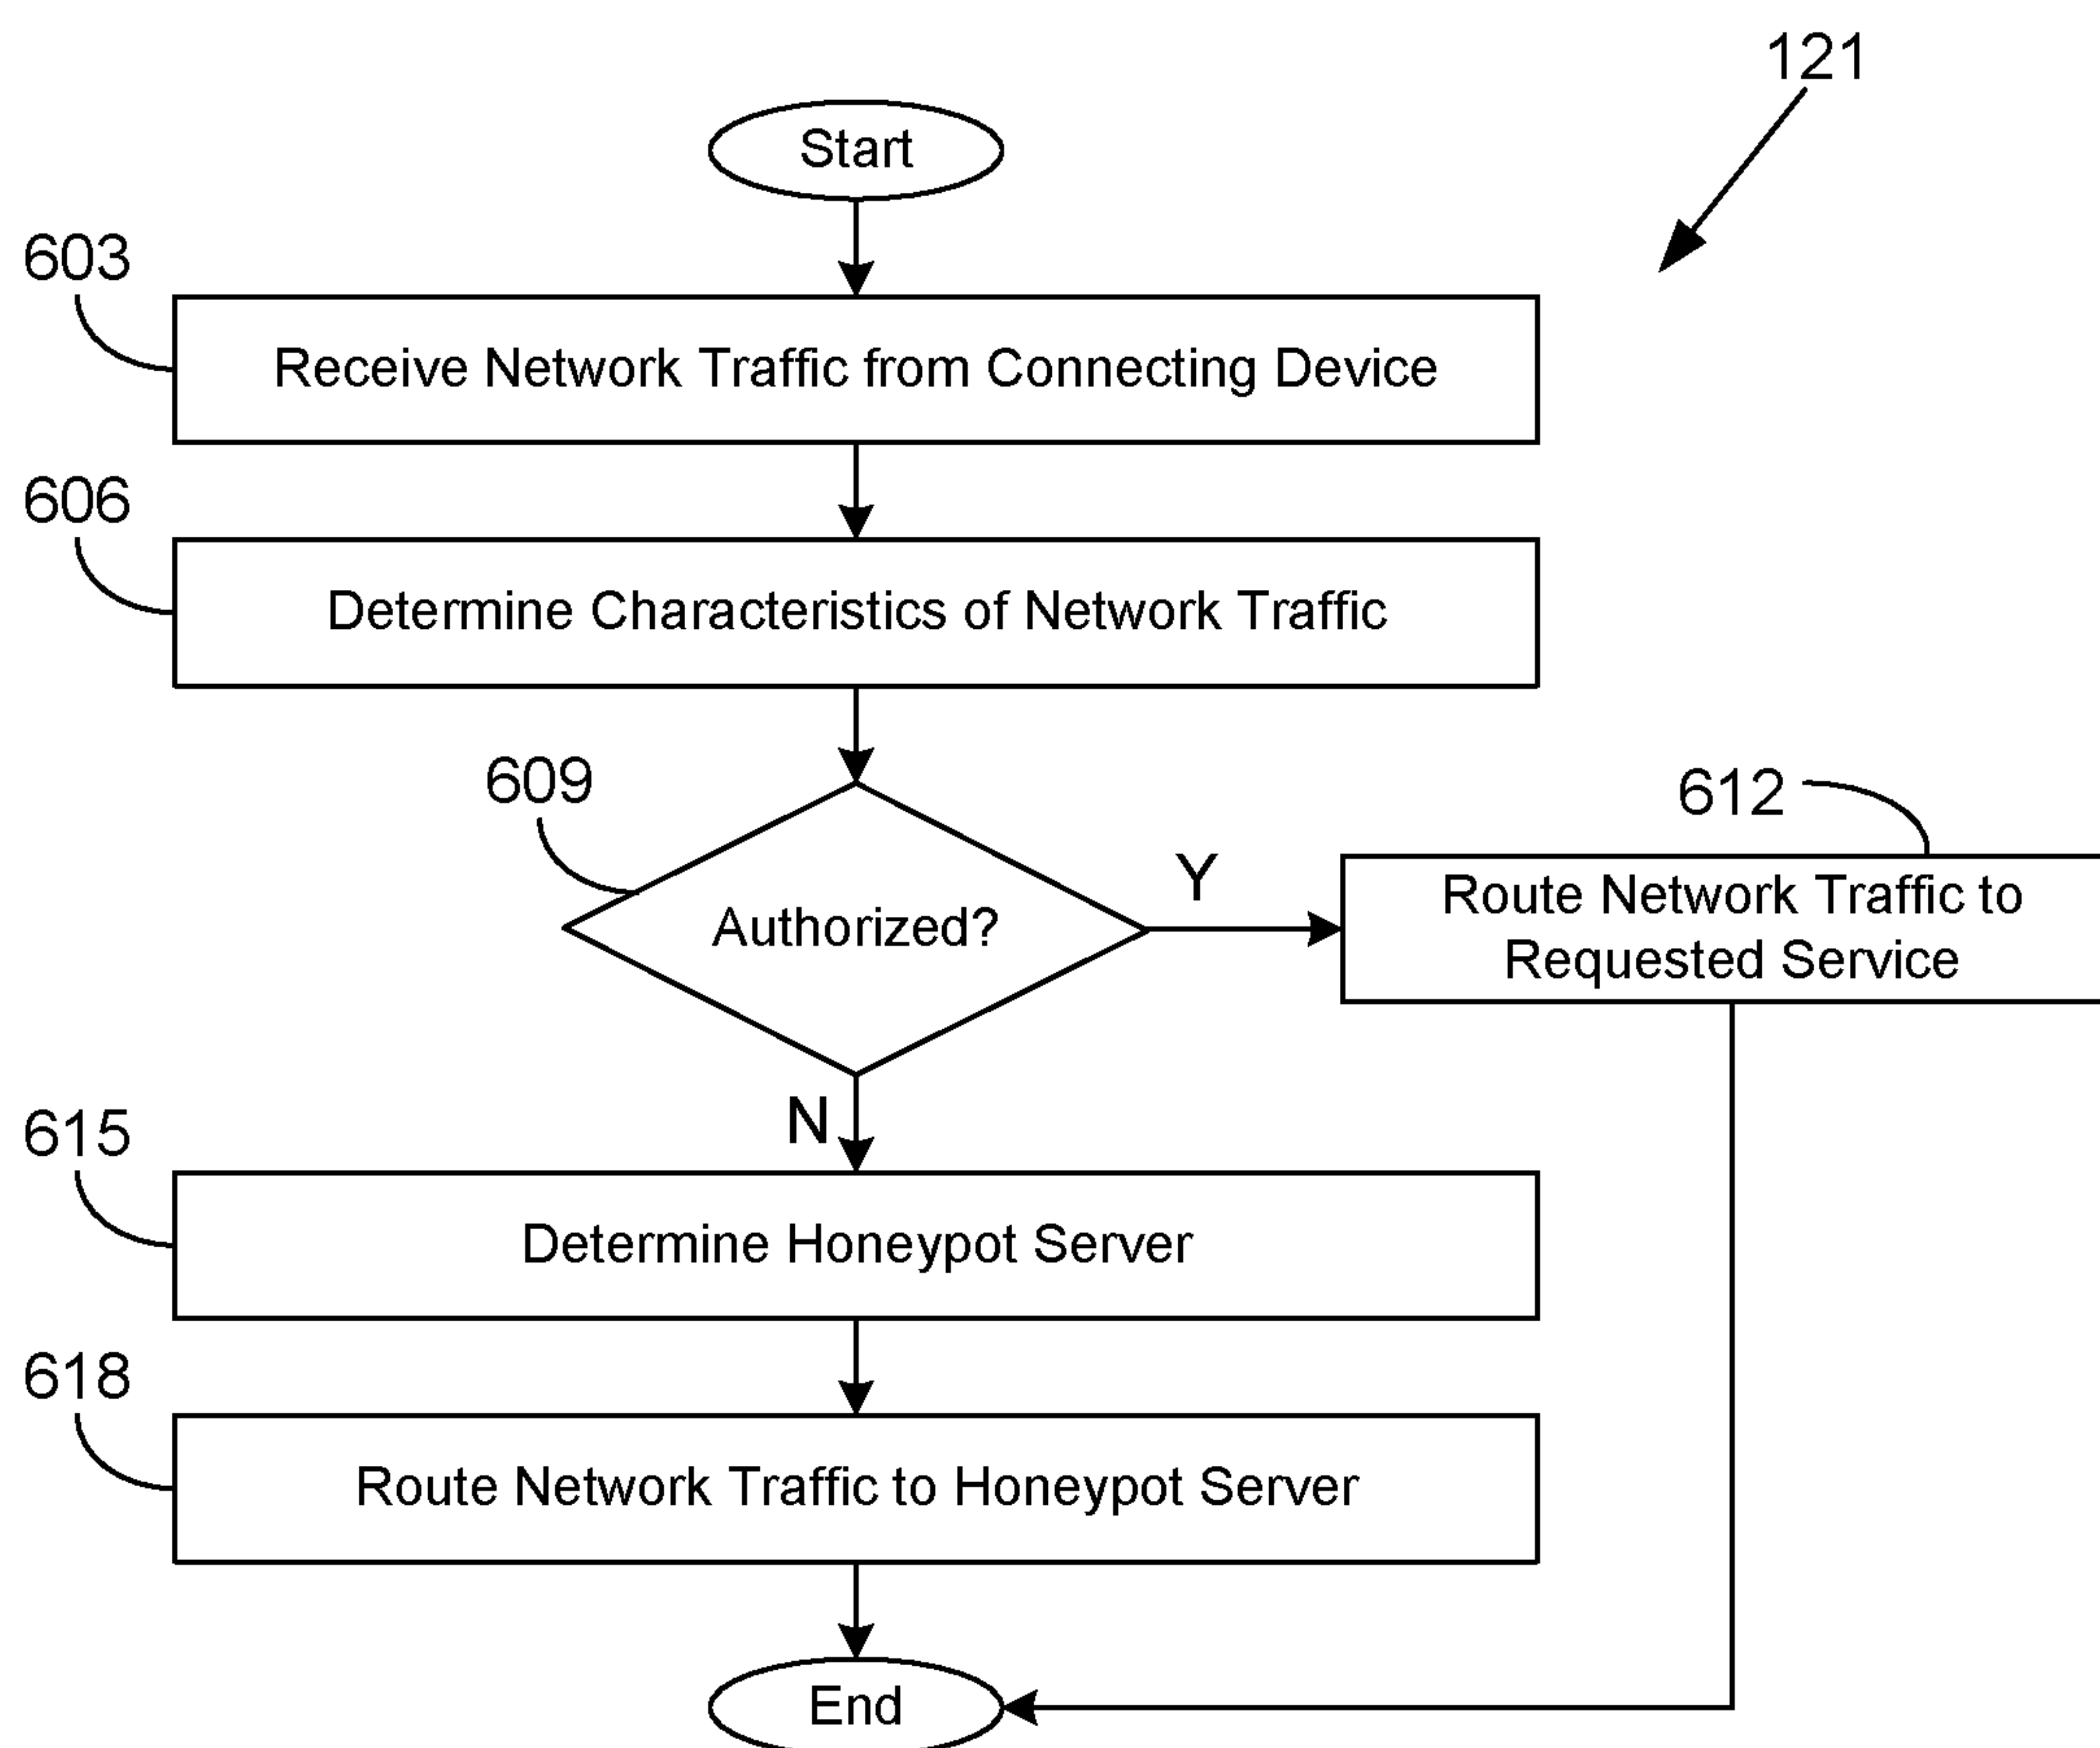 121
Start
603
Receive Network Traffic from Connecting Device
606
Determine Characteristics of Network Traffic
609
Authorized?
Y
612
Route Network Traffic to
Requested Service
N
615
Determine Honeypot Server
618
Route Network Traffic to Honeypot Server
End